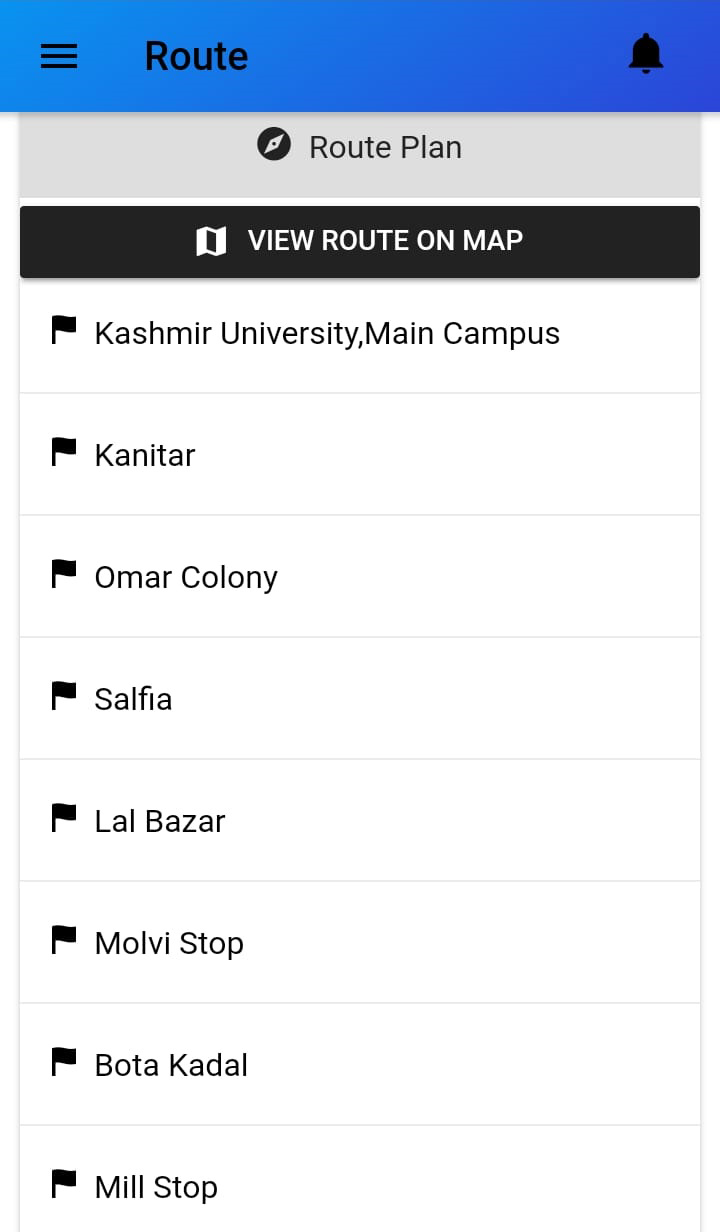 Route
Route Plan
VIEW ROUTE ON MAP
Kashmir University,Main Campus
Kanitar
Omar Colony
Salfia
Lal Bazar
Molvi Stop
Bota Kadal
Mill Stop